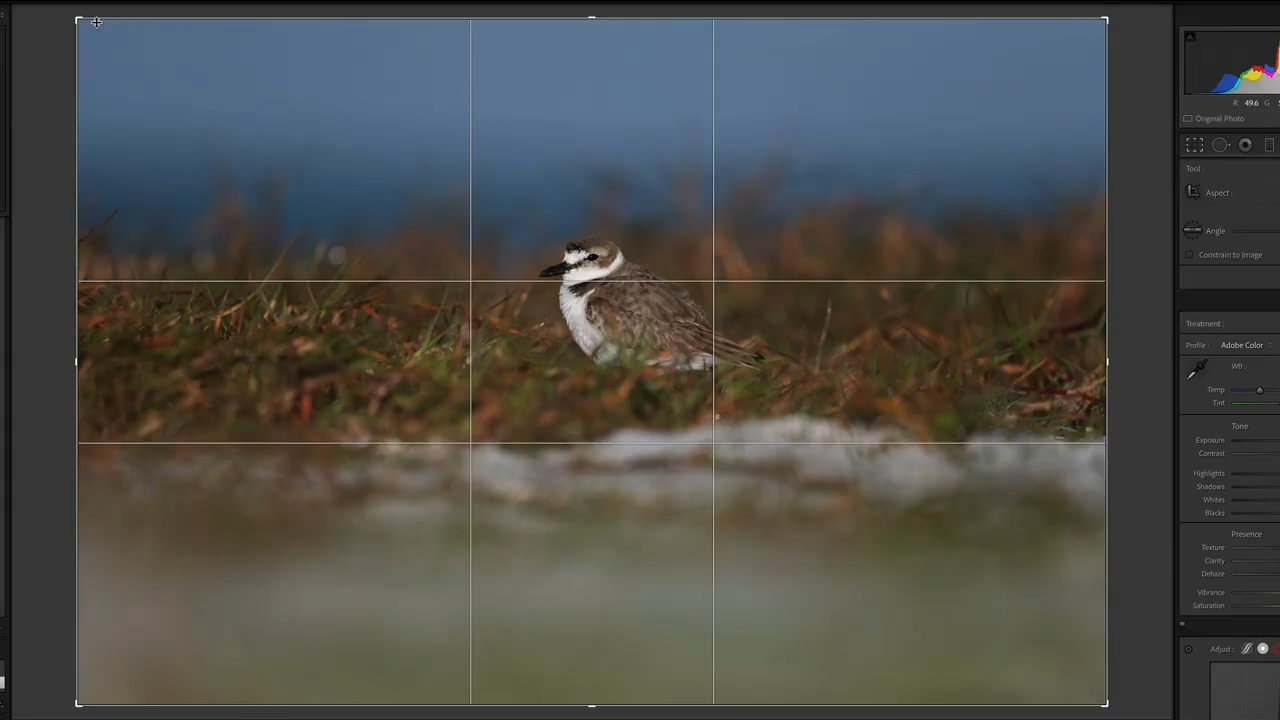 R 49.6 G
Original Photo
Tool :
Aspect :
Angle
Constrain to Image
Treatment :
Profile : Adobe Color
WB :
Temp
Tint
Tone
Exposure
Contrast
Highlights
Shadows
Whites
Blacks
Presence
Texture
Clarity
Dehaze
Vibrance
Saturation
Adjust :